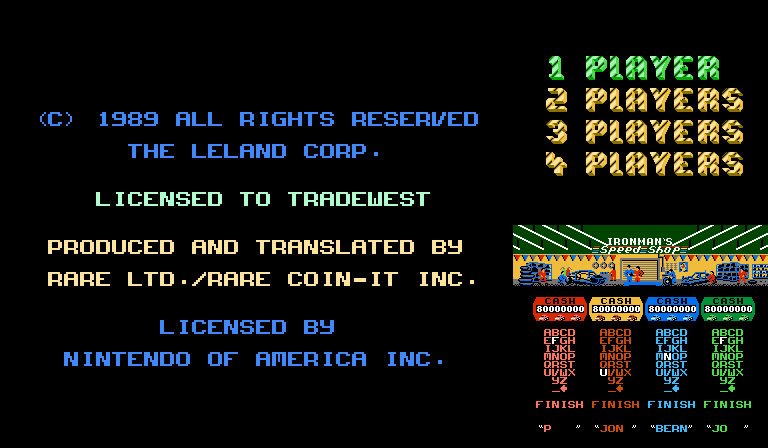 (C) 1989 ALL RIGHTS RESERVED
THE LELAND CORP.
LICENSED TO TRADEWEST
PRODUCED AND TRANSLATED BY
RARE LTD./RARE COIN-IT INC.
LICENSED BY
NINTENDO OF AMERICA INC.
1 PLAYER
2 PLAYERS
3 PLAYERS
4 PLAYERS
IRONMAN'S
Speed Shop
CASH CASH CASH CASH
80000000 80000000 80000000 80000000
ABCD ABCD ABCD ABCD
EFGH EFGH EFGH EFGH
IJKL IJKL IJKL IJKL
MNOP MNOP MNOP MNOP
QRST QRST QRST QRST
UVWX UVWX UVWX UVWX
YZ YZ YZ YZ
FINISH FINISH FINISH FINISH
"P   " "JON " "BERN" "JO  "